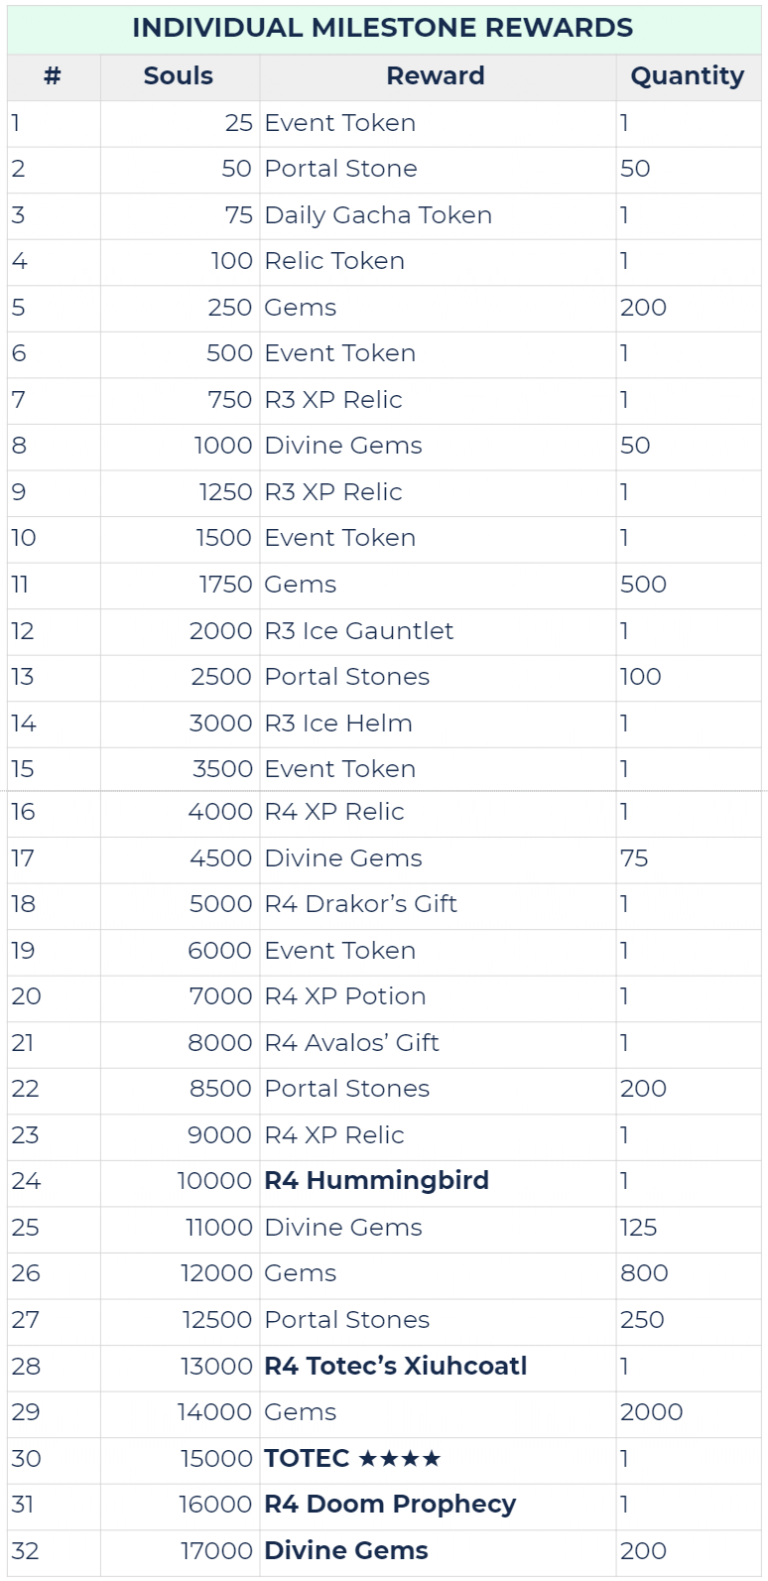 INDIVIDUAL MILESTONE REWARDS
# Souls Reward Quantity
1 25 Event Token 1
2 50 Portal Stone 50
3 75 Daily Gacha Token 1
4 100 Relic Token 1
5 250 Gems 200
6 500 Event Token 1
7 750 R3 XP Relic 1
8 1000 Divine Gems 50
9 1250 R3 XP Relic 1
10 1500 Event Token 1
11 1750 Gems 500
12 2000 R3 Ice Gauntlet 1
13 2500 Portal Stones 100
14 3000 R3 Ice Helm 1
15 3500 Event Token 1
16 4000 R4 XP Relic 1
17 4500 Divine Gems 75
18 5000 R4 Drakor’s Gift 1
19 6000 Event Token 1
20 7000 R4 XP Potion 1
21 8000 R4 Avalos’ Gift 1
22 8500 Portal Stones 200
23 9000 R4 XP Relic 1
24 10000 R4 Hummingbird 1
25 11000 Divine Gems 125
26 12000 Gems 800
27 12500 Portal Stones 250
28 13000 R4 Totec’s Xiuhcoatl 1
29 14000 Gems 2000
30 15000 TOTEC ★★★★ 1
31 16000 R4 Doom Prophecy 1
32 17000 Divine Gems 200